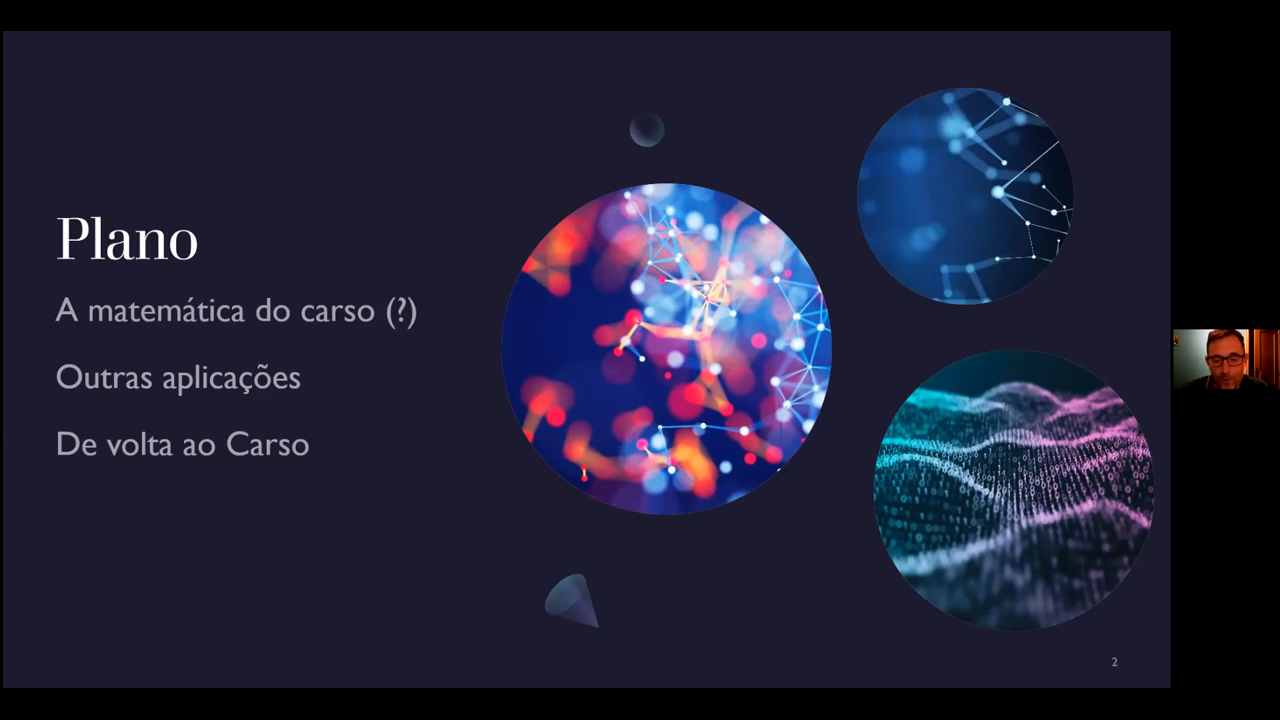 Plano
A matemática do carso (?)
Outras aplicações
De volta ao Carso
2